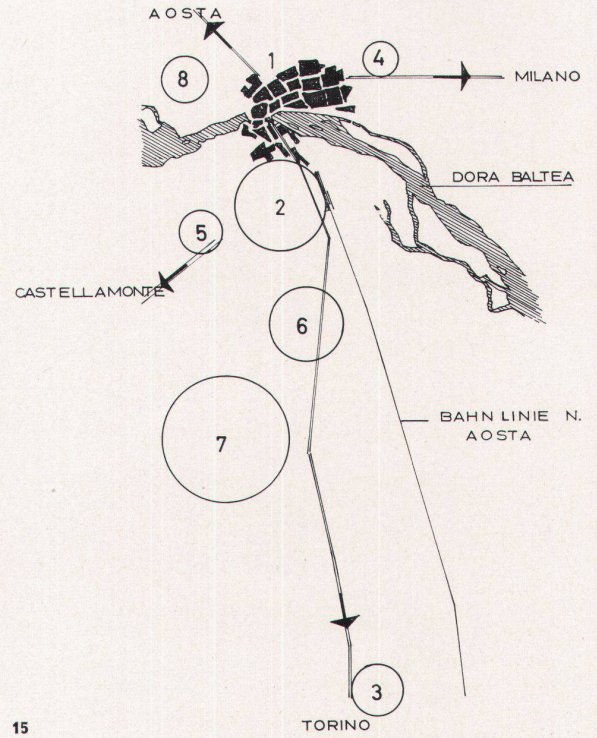 AOSTA
1
4
8
MILANO
DORA BALTEA
2
5
CASTELLAMONTE
6
BAHN LINIE N.
AOSTA
7
3
15
TORINO